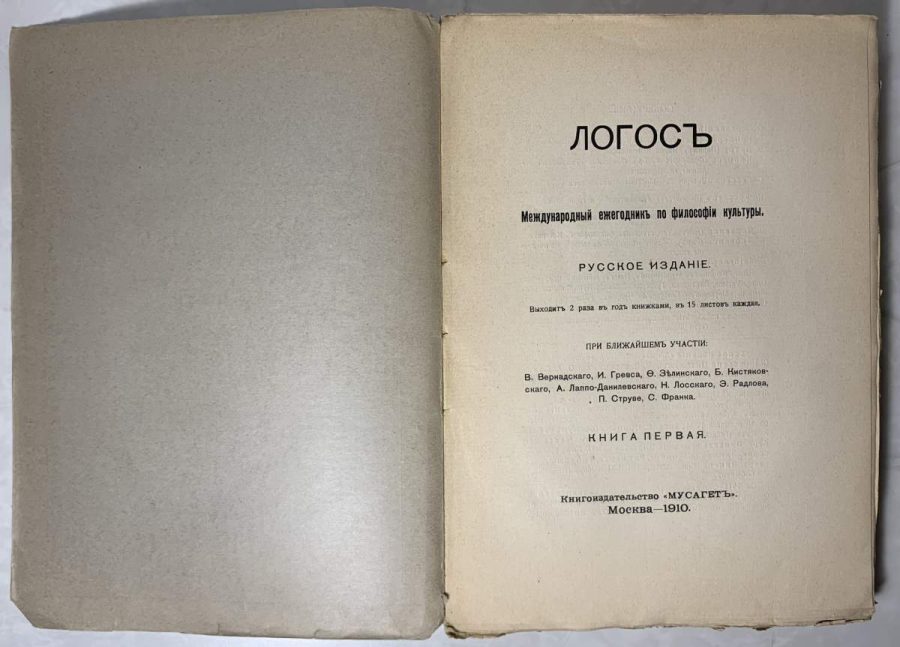 ЛОГОСЪ
Международный ежегодникъ по философіи культуры.
РУССКОЕ ИЗДАНІЕ.
Выходитъ 2 раза въ годъ книжками, въ 15 листовъ каждая.
ПРИ БЛИЖАЙШЕМЪ УЧАСТІИ:
В. Вернадскаго, И. Гревса, Ѳ. Зѣлинскаго, Б. Кистяков-
скаго, А. Лаппо-Данилевскаго, Н. Лосскаго, Э. Радлова,
П. Струве, С. Франка.
КНИГА ПЕРВАЯ.
Книгоиздательство «МУСАГЕТЪ».
Москва—1910.